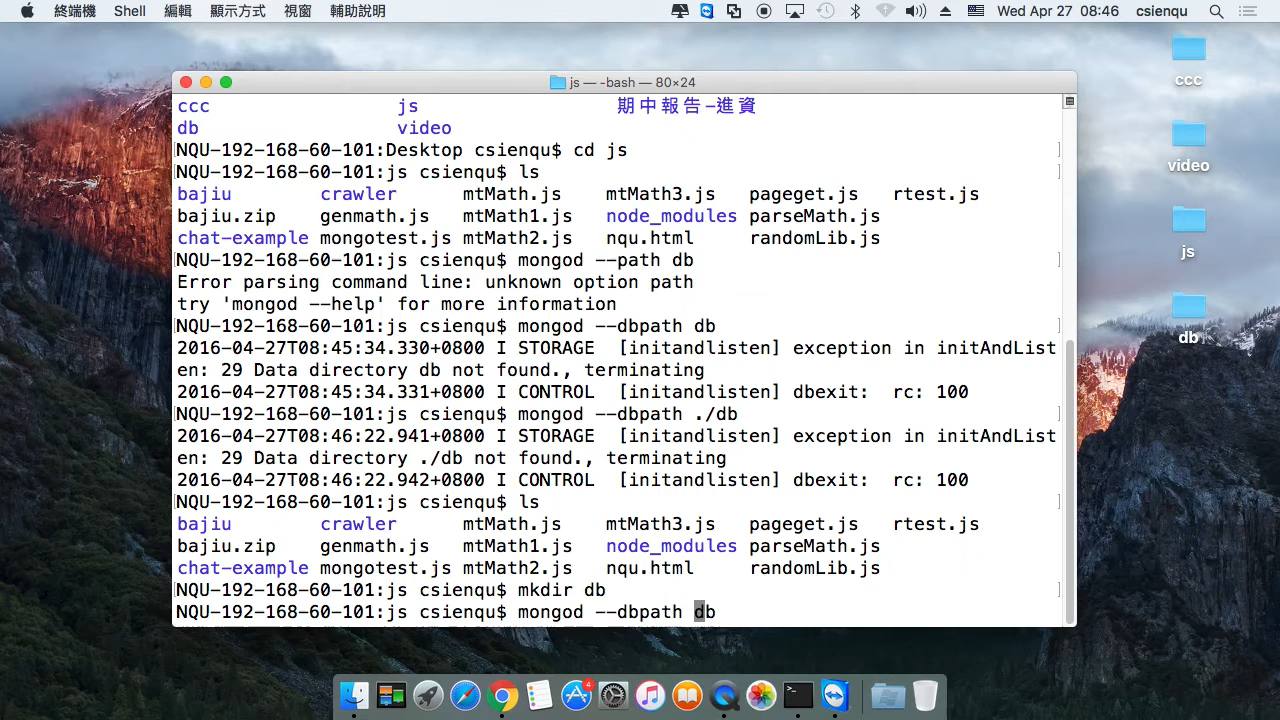 終端機 Shell 編輯 顯示方式 視窗 輔助說明 Wed Apr 27 08:46 csienqu
js — -bash — 80×24
ccc js 期中報告-進資
db video
NQU-192-168-60-101:Desktop csienqu$ cd js
NQU-192-168-60-101:js csienqu$ ls
bajiu crawler mtMath.js mtMath3.js pageget.js rtest.js
bajiu.zip genmath.js mtMath1.js node_modules parseMath.js
chat-example mongotest.js mtMath2.js nqu.html randomLib.js
NQU-192-168-60-101:js csienqu$ mongod --path db
Error parsing command line: unknown option path
try 'mongod --help' for more information
NQU-192-168-60-101:js csienqu$ mongod --dbpath db
2016-04-27T08:45:34.330+0800 I STORAGE  [initandlisten] exception in initAndList
en: 29 Data directory db not found., terminating
2016-04-27T08:45:34.331+0800 I CONTROL  [initandlisten] dbexit:  rc: 100
NQU-192-168-60-101:js csienqu$ mongod --dbpath ./db
2016-04-27T08:46:22.941+0800 I STORAGE  [initandlisten] exception in initAndList
en: 29 Data directory ./db not found., terminating
2016-04-27T08:46:22.942+0800 I CONTROL  [initandlisten] dbexit:  rc: 100
NQU-192-168-60-101:js csienqu$ ls
bajiu crawler mtMath.js mtMath3.js pageget.js rtest.js
bajiu.zip genmath.js mtMath1.js node_modules parseMath.js
chat-example mongotest.js mtMath2.js nqu.html randomLib.js
NQU-192-168-60-101:js csienqu$ mkdir db
NQU-192-168-60-101:js csienqu$ mongod --dbpath db
ccc
video
js
db
4